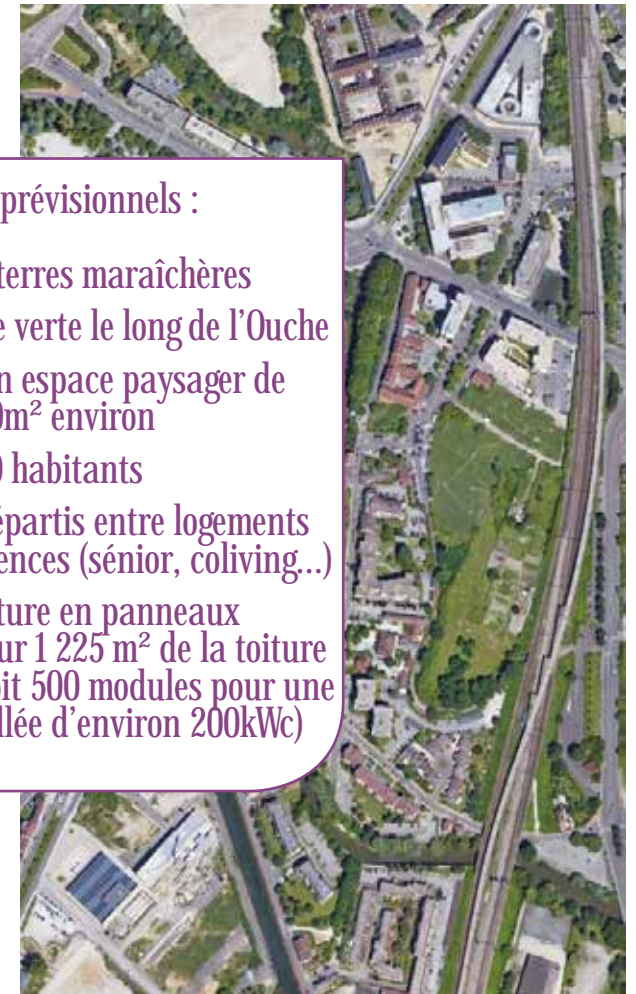 prévisionnels :
terres maraîchères
e verte le long de l’Ouche
n espace paysager de
0m² environ
0 habitants
épartis entre logements
ences (sénior, coliving...)
ture en panneaux
ur 1 225 m² de la toiture
oit 500 modules pour une
llée d’environ 200kWc)